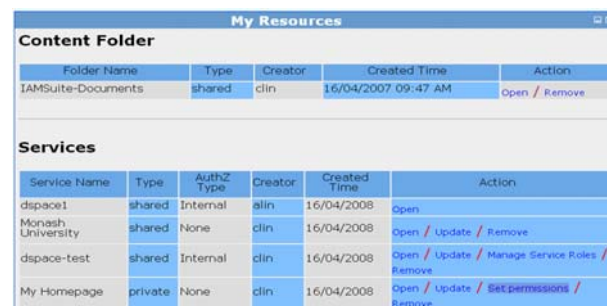 My Resources
Content Folder
Folder Name Type Creator Created Time Action
IAMSuite-Documents shared clin 16/04/2007 09:47 AM Open / Remove
Services
Service Name Type AuthZ Type Creator Created Time Action
dspace1 shared Internal alin 16/04/2008 Open
Monash University shared None clin 16/04/2008 Open / Update / Remove
dspace-test shared Internal clin 16/04/2008 Open / Update / Manage Service Roles / Remove
My Homepage private None clin 16/04/2008 Open / Update / Set permissions / Remove